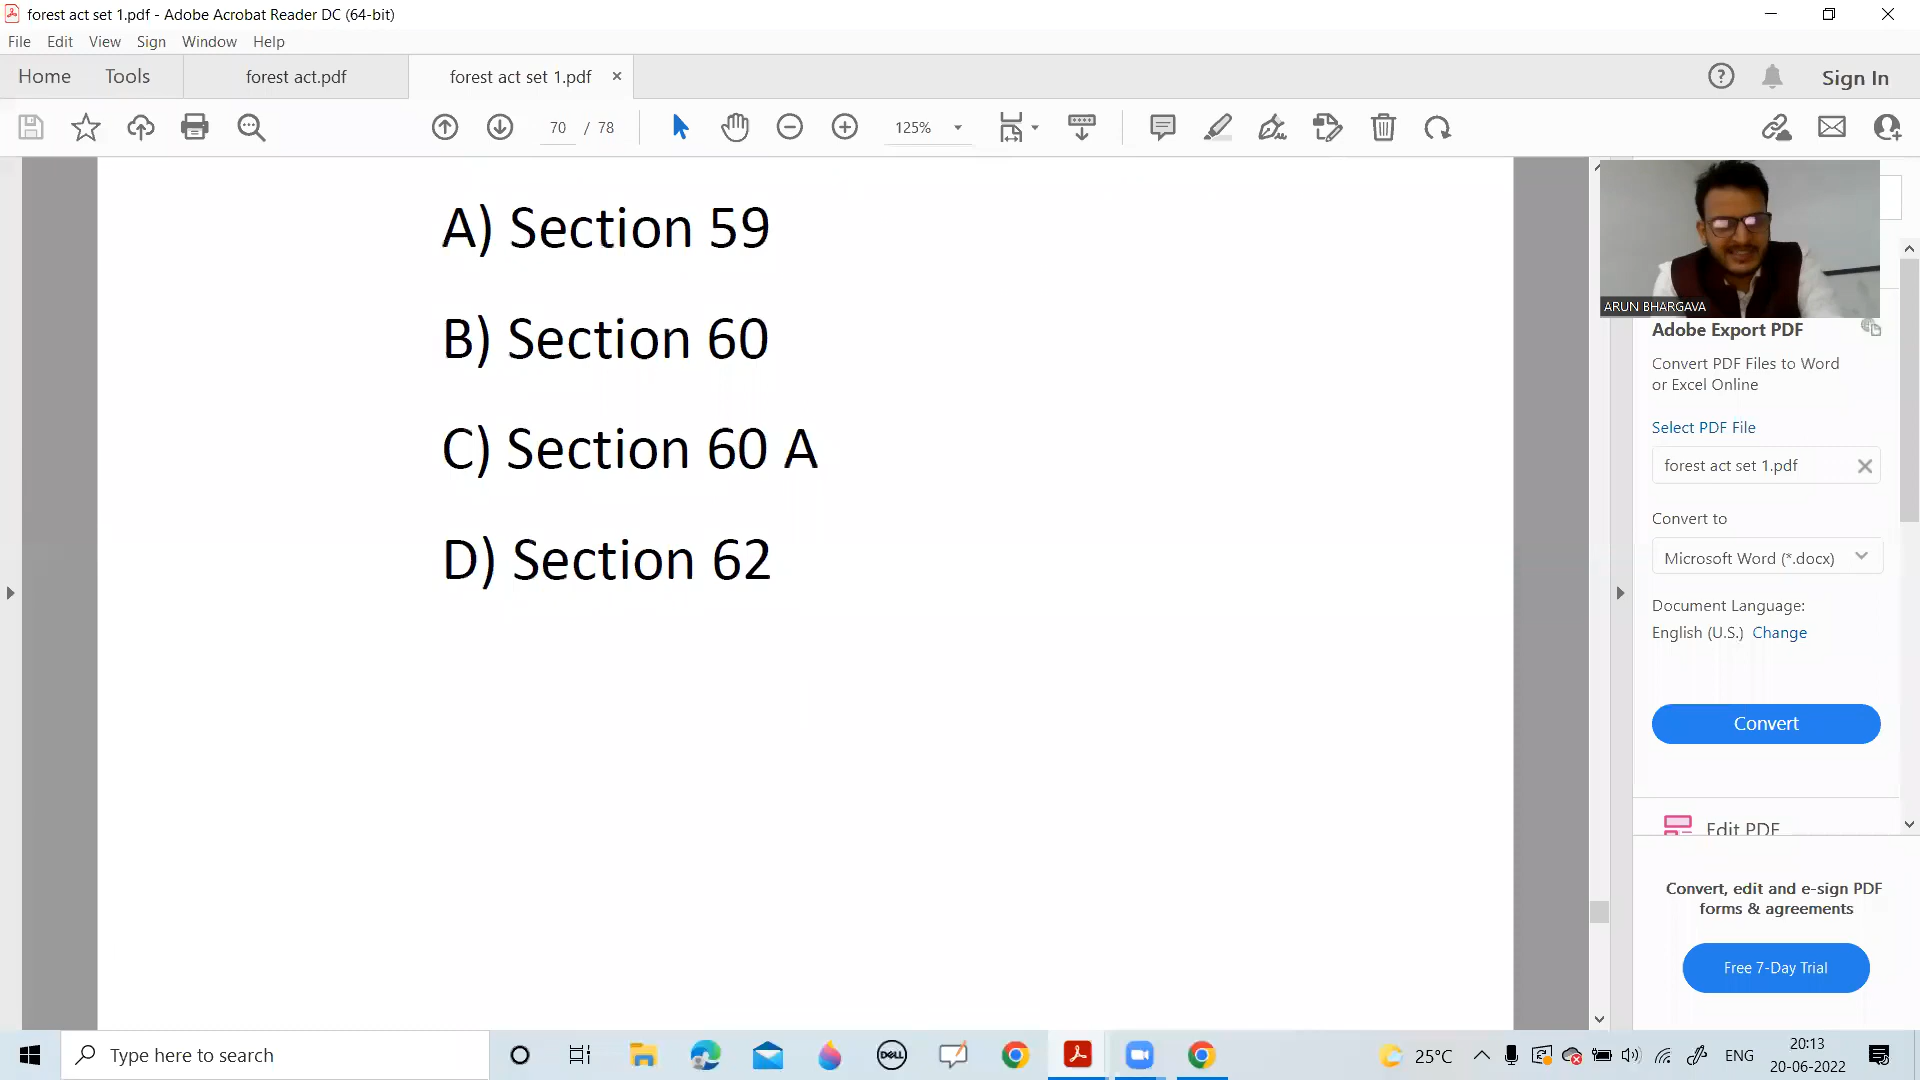 forest act set 1.pdf - Adobe Acrobat Reader DC (64-bit)
File Edit View Sign Window Help
Home Tools forest act.pdf forest act set 1.pdf Sign In
70 / 78 125%
A) Section 59
B) Section 60
C) Section 60 A
D) Section 62
ARUN BHARGAVA
Adobe Export PDF
Convert PDF Files to Word
or Excel Online
Select PDF File
forest act set 1.pdf
Convert to
Microsoft Word (*.docx)
Document Language:
English (U.S.) Change
Convert
Edit PDF
Convert, edit and e-sign PDF
forms & agreements
Free 7-Day Trial
Type here to search
DELL
25°C
ENG
20:13
20-06-2022